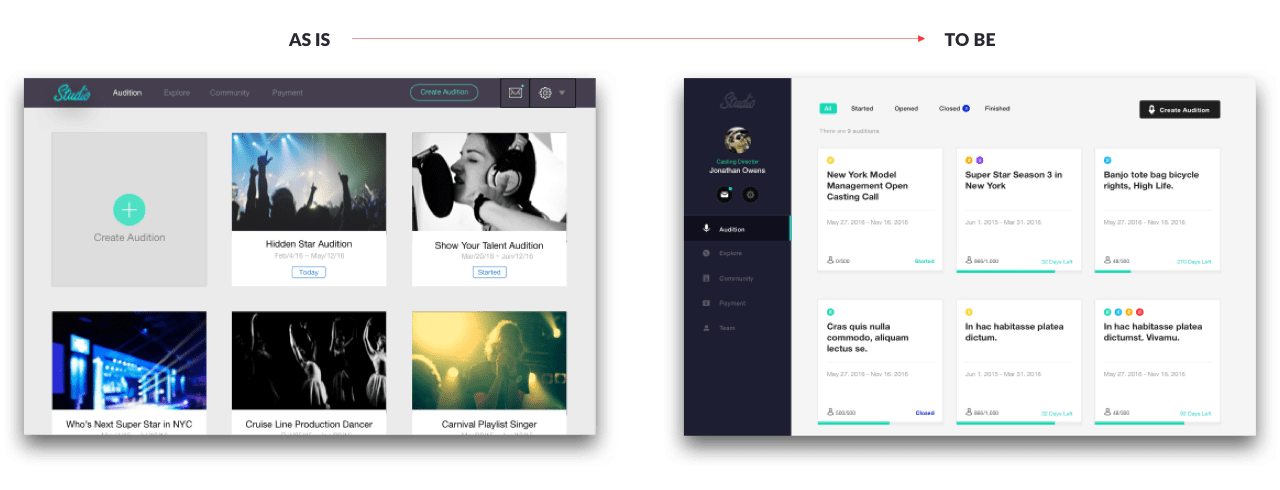 AS IS
TO BE
Studio
Audition
Explore
Community
Payment
Create Audition
Create Audition
Hidden Star Audition
Feb/4/16 ~ May/12/16
Today
Show Your Talent Audition
Mar/20/16 ~ Jun/12/16
Started
Who's Next Super Star in NYC
Cruise Line Production Dancer
Carnival Playlist Singer
Studio
Casting Director
Jonathan Owens
Audition
Explore
Community
Payment
Team
All
Started
Opened
Closed
Finished
Create Audition
There are 9 auditions
New York Model
Management Open
Casting Call
May 27. 2016 - Nov 16. 2016
0/500
Started
Super Star Season 3 in
New York
Jun 1. 2015 - Mar 31. 2016
886/1,000
32 Days Left
Banjo tote bag bicycle
rights, High Life.
May 27. 2016 - Nov 16. 2016
48/300
270 Days Left
Cras quis nulla
commodo, aliquam
lectus se.
May 27. 2016 - Nov 16. 2016
500/500
Closed
In hac habitasse platea
dictum.
Jun 1. 2015 - Mar 31. 2016
886/1,000
32 Days Left
In hac habitasse platea
dictumst. Vivamu.
May 27. 2016 - Nov 16. 2016
48/300
60 Days Left